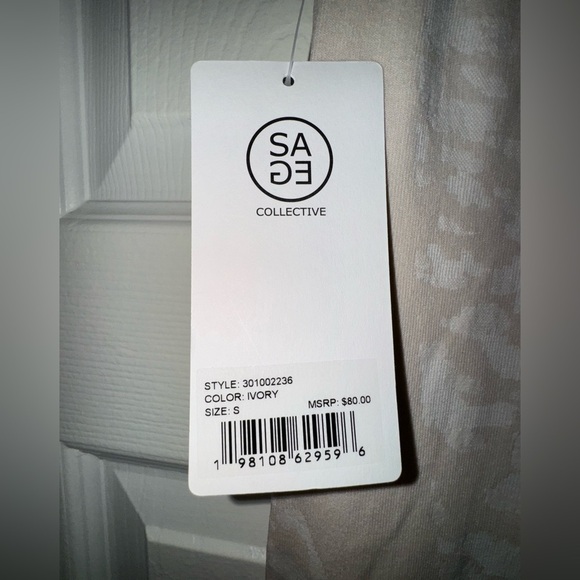 SA
GE
COLLECTIVE
STYLE: 301002236
COLOR: IVORY
SIZE: S
MSRP: $80.00
1 98108 62959 6